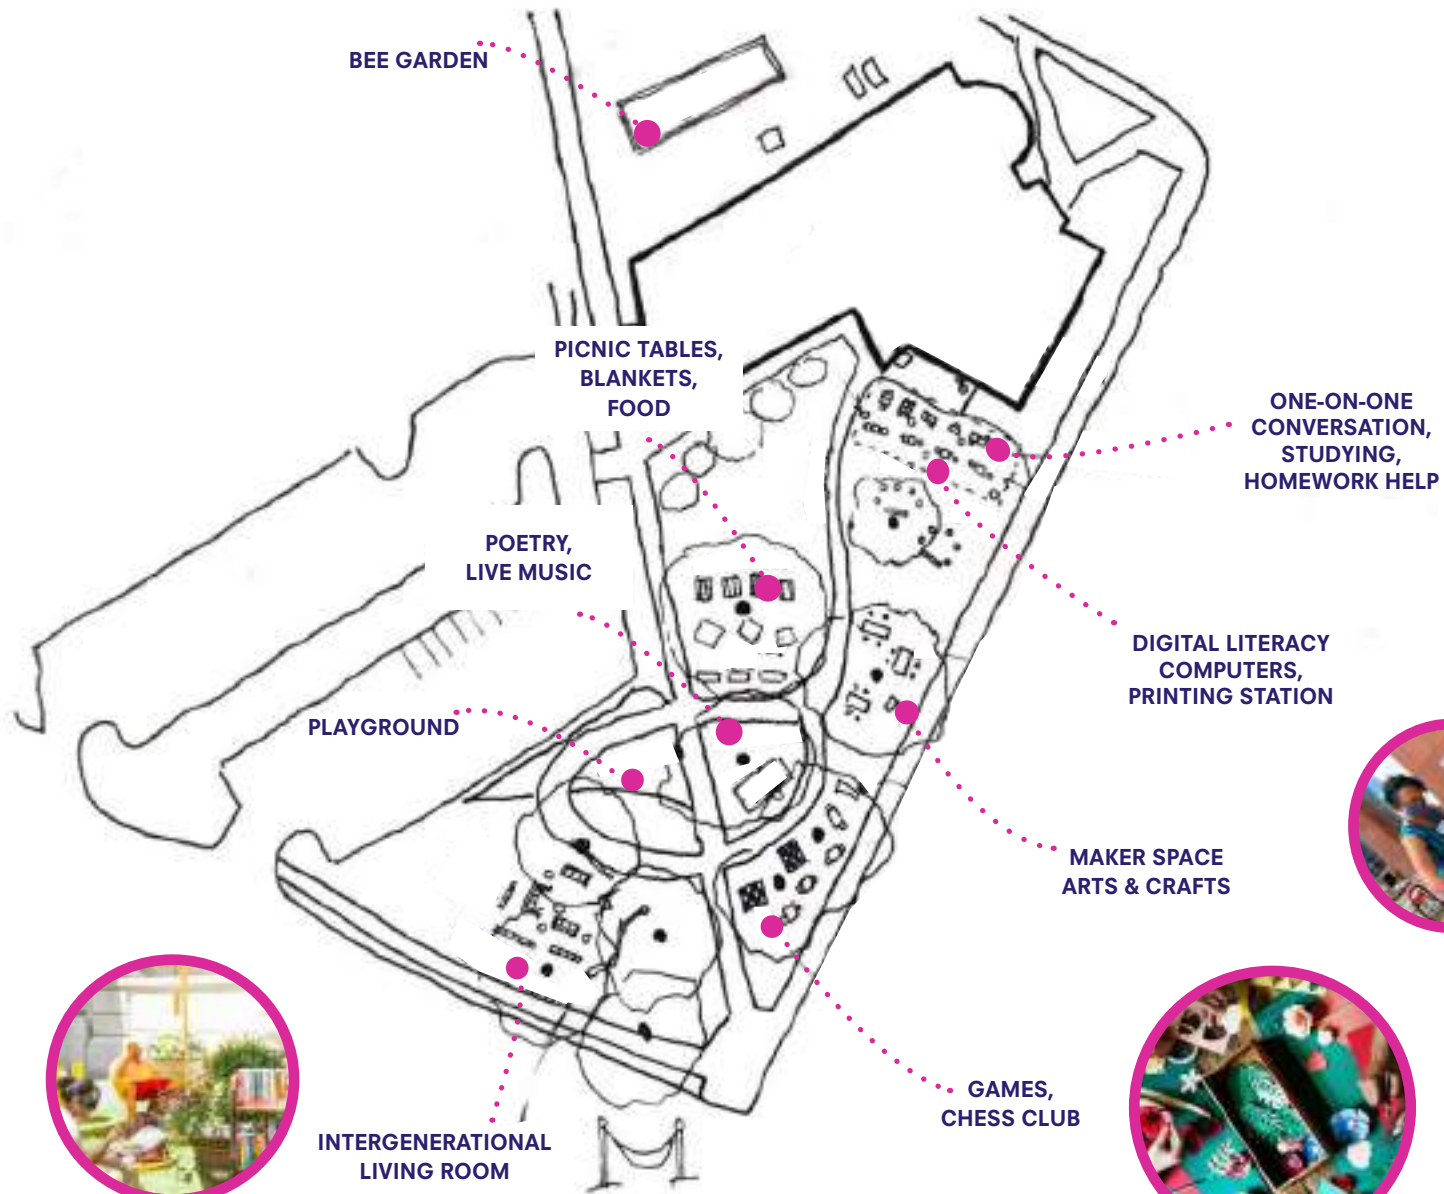 BEE GARDEN
PICNIC TABLES,
BLANKETS,
FOOD
ONE-ON-ONE
CONVERSATION,
STUDYING,
HOMEWORK HELP
POETRY,
LIVE MUSIC
DIGITAL LITERACY
COMPUTERS,
PRINTING STATION
PLAYGROUND
MAKER SPACE
ARTS & CRAFTS
GAMES,
CHESS CLUB
INTERGENERATIONAL
LIVING ROOM